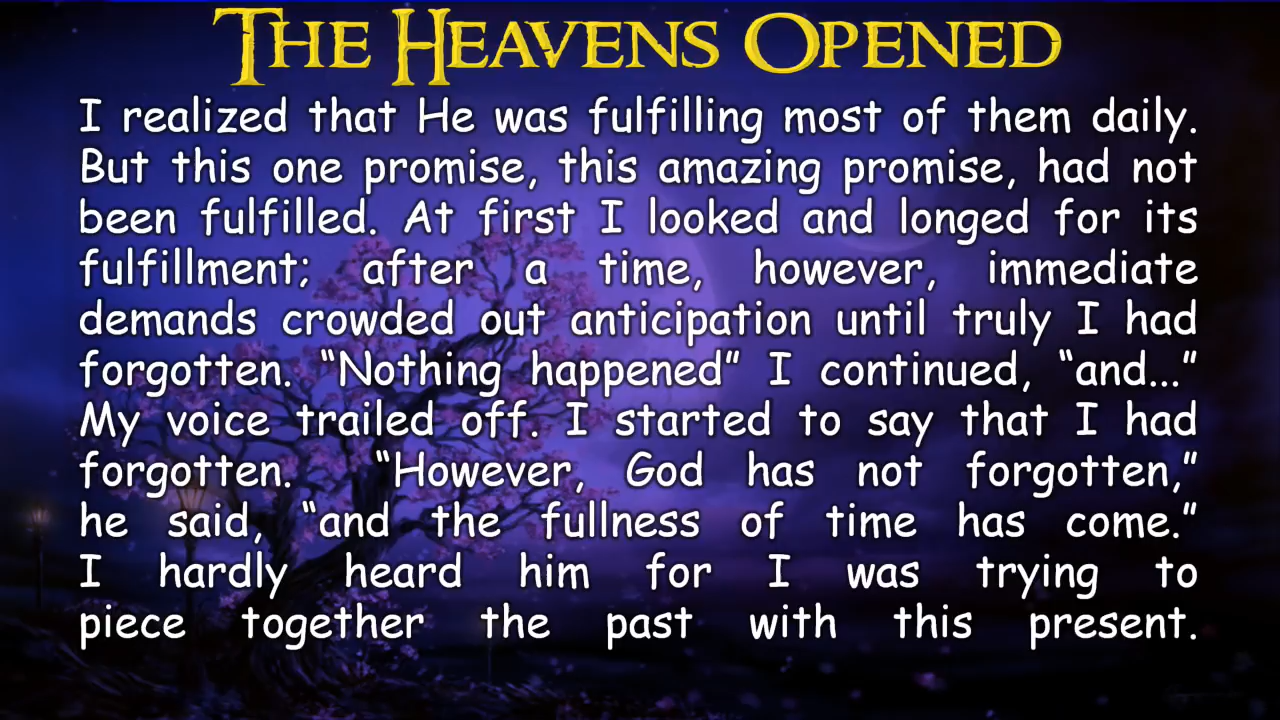 THE HEAVENS OPENED
I realized that He was fulfilling most of them daily.
But this one promise, this amazing promise, had not
been fulfilled. At first I looked and longed for its
fulfillment; after a time, however, immediate
demands crowded out anticipation until truly I had
forgotten. “Nothing happened” I continued, “and...”
My voice trailed off. I started to say that I had
forgotten. “However, God has not forgotten,”
he said, “and the fullness of time has come.”
I hardly heard him for I was trying to
piece together the past with this present.